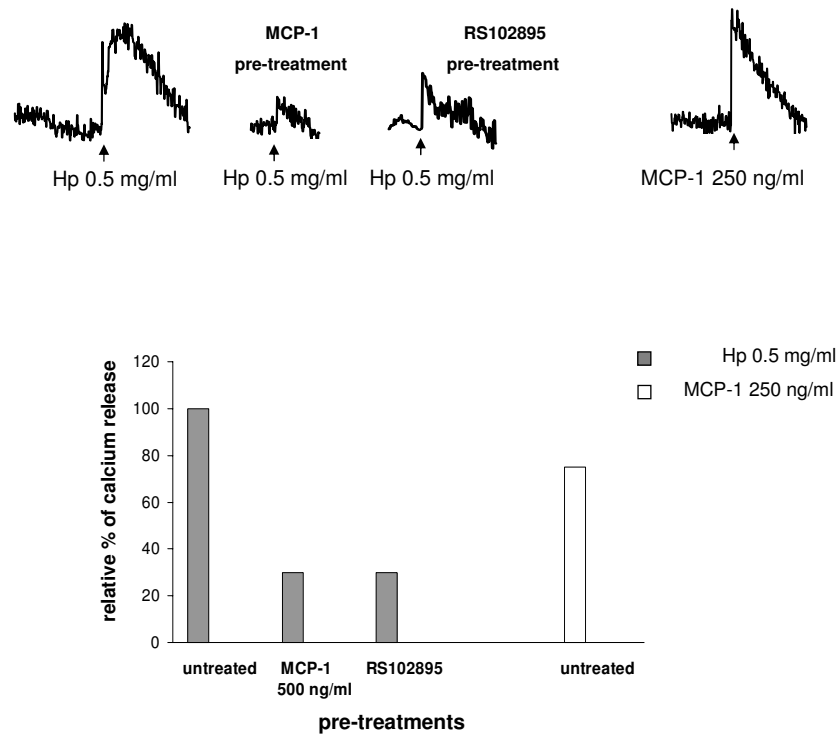 MCP-1
pre-treatment
RS102895
pre-treatment
Hp 0.5 mg/ml
Hp 0.5 mg/ml
Hp 0.5 mg/ml
MCP-1 250 ng/ml
Hp 0.5 mg/ml
MCP-1 250 ng/ml
relative % of calcium release
120
100
80
60
40
20
0
untreated
MCP-1
500 ng/ml
RS102895
untreated
pre-treatments